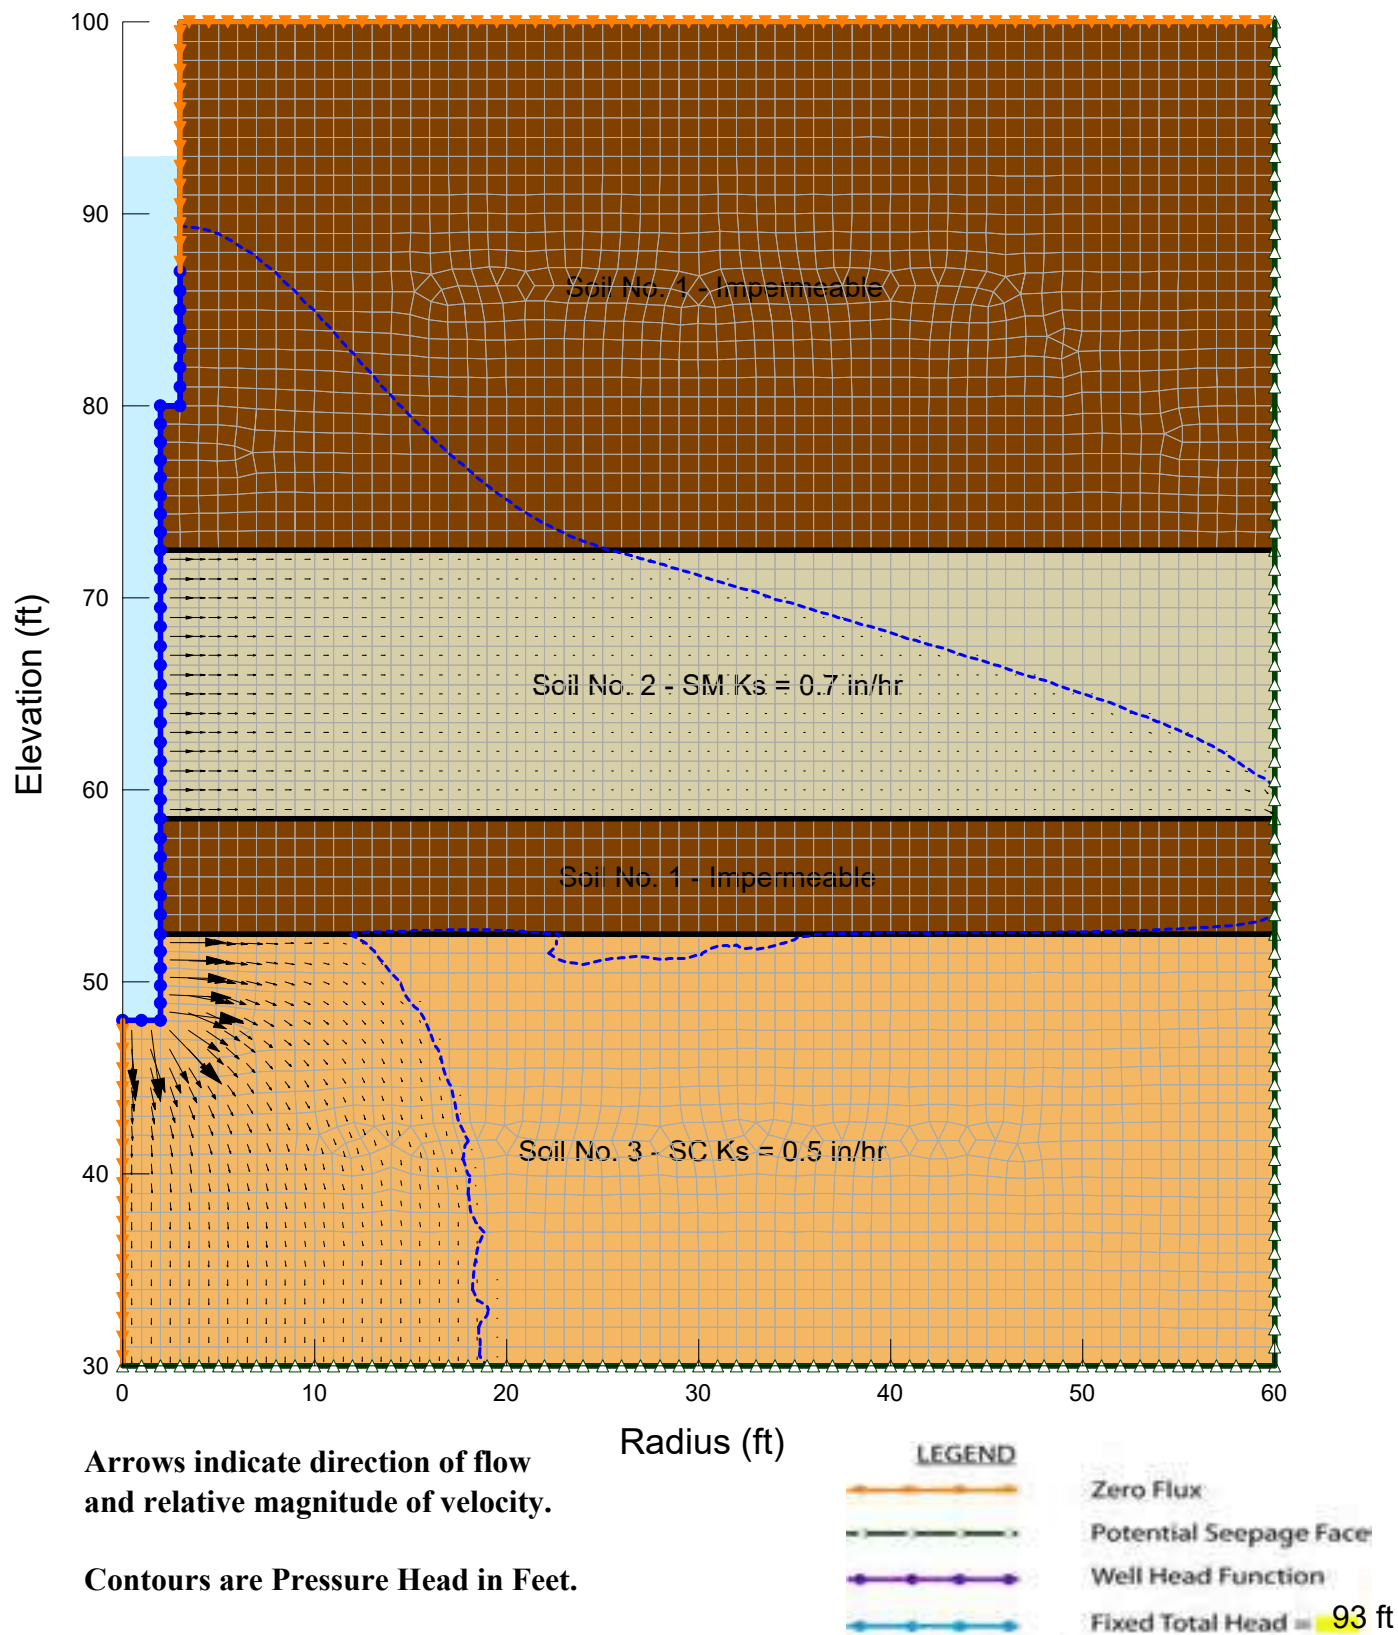 100
90
80
70
60
50
40
30
Elevation (ft)
Soil No. 1 - Impermeable
Soil No. 2 - SM Ks = 0.7 in/hr
Soil No. 1 - Impermeable
Soil No. 3 - SC Ks = 0.5 in/hr
0 10 20 30 40 50 60
Radius (ft)
Arrows indicate direction of flow
and relative magnitude of velocity.
Contours are Pressure Head in Feet.
LEGEND
Zero Flux
Potential Seepage Face
Well Head Function
Fixed Total Head = 93 ft